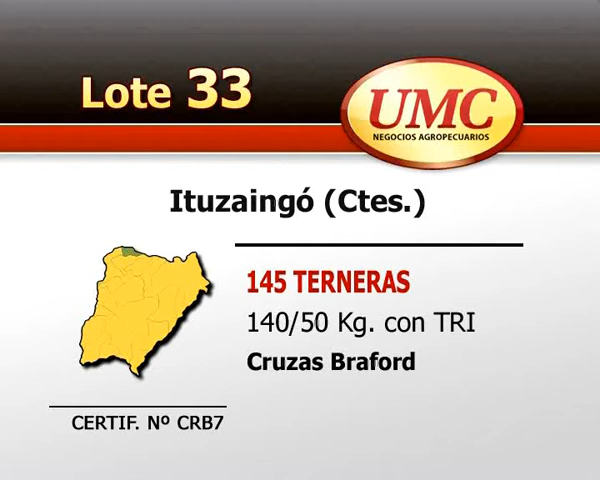 Lote 33
UMC
NEGOCIOS AGROPECUARIOS
Ituzaingó (Ctes.)
145 TERNERAS
140/50 Kg. con TRI
Cruzas Braford
CERTIF. Nº CRB7